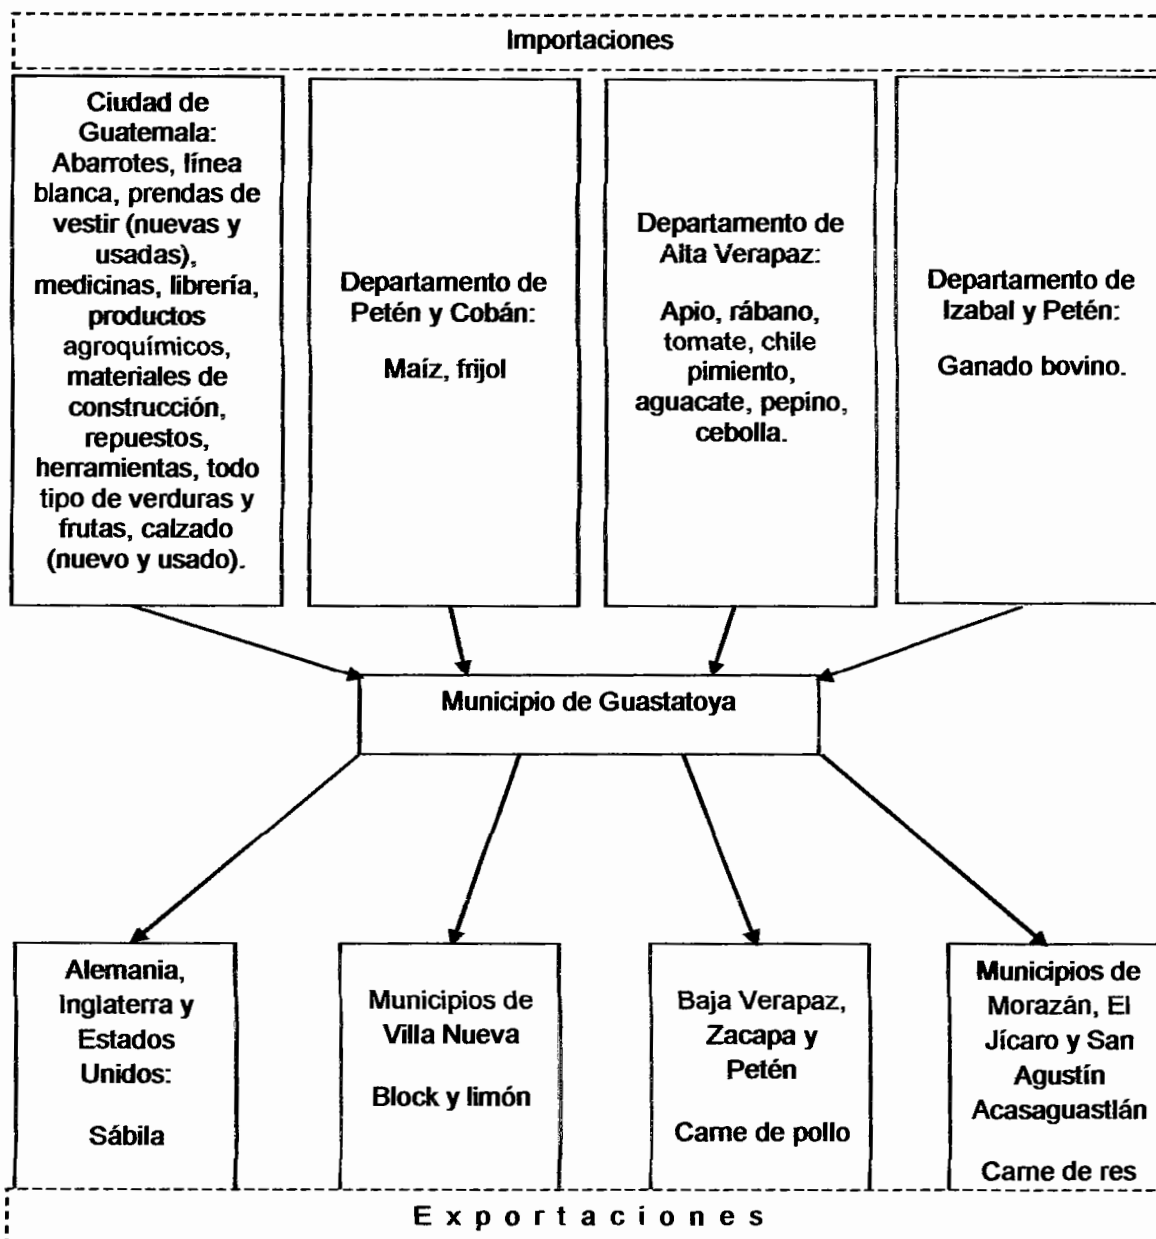 Importaciones
Ciudad de
Guatemala:
Abarrotes, línea
blanca, prendas de
vestir (nuevas y
usadas),
medicinas, librería,
productos
agroquímicos,
materiales de
construcción,
repuestos,
herramientas, todo
tipo de verduras y
frutas, calzado
(nuevo y usado).
Departamento de
Petén y Cobán:
Maíz, frijol
Departamento de
Alta Verapaz:
Apio, rábano,
tomate, chile
pimiento,
aguacate, pepino,
cebolla.
Departamento de
Izabal y Petén:
Ganado bovino.
Municipio de Guastatoya
Alemania,
Inglaterra y
Estados
Unidos:
Sábila
Municipios de
Villa Nueva
Block y limón
Baja Verapaz,
Zacapa y
Petén
Carne de pollo
Municipios de
Morazán, El
Jícaro y San
Agustín
Acasaguastlán
Carne de res
Exportaciones